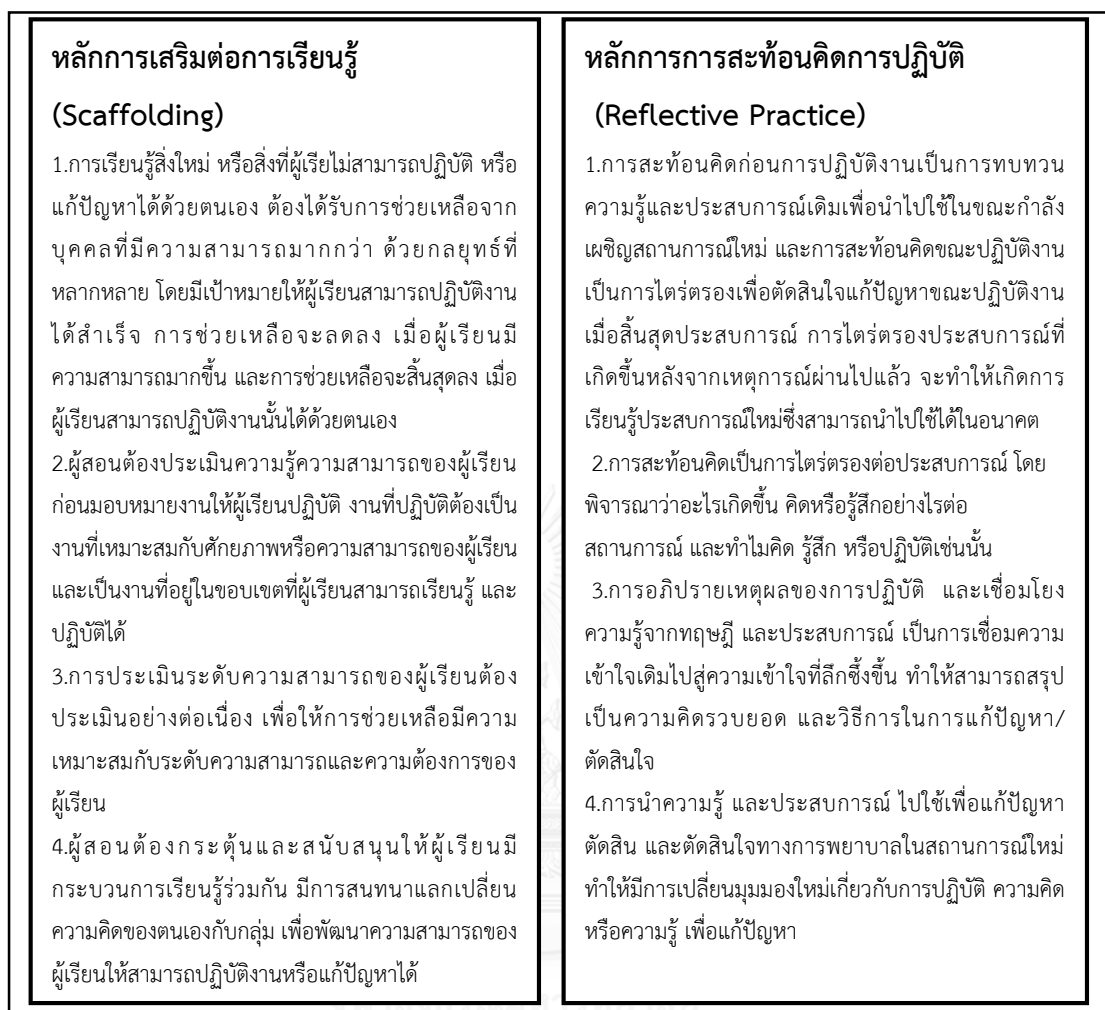 หลักการเสริมต่อการเรียนรู้
(Scaffolding)
1.การเรียนรู้สิ่งใหม่ หรือสิ่งที่ผู้เรียไม่สามารถปฏิบัติ หรือ
แก้ปัญหาได้ด้วยตนเอง ต้องได้รับการช่วยเหลือจาก
บุคคลที่มีความสามารถมากกว่า ด้วยกลยุทธ์ที่
หลากหลาย โดยมีเป้าหมายให้ผู้เรียนสามารถปฏิบัติงาน
ได้สำเร็จ การช่วยเหลือจะลดลง เมื่อผู้เรียนมี
ความสามารถมากขึ้น และการช่วยเหลือจะสิ้นสุดลง เมื่อ
ผู้เรียนสามารถปฏิบัติงานนั้นได้ด้วยตนเอง
2.ผู้สอนต้องประเมินความรู้ความสามารถของผู้เรียน
ก่อนมอบหมายงานให้ผู้เรียนปฏิบัติ งานที่ปฏิบัติต้องเป็น
งานที่เหมาะสมกับศักยภาพหรือความสามารถของผู้เรียน
และเป็นงานที่อยู่ในขอบเขตที่ผู้เรียนสามารถเรียนรู้ และ
ปฏิบัติได้
3.การประเมินระดับความสามารถของผู้เรียนต้อง
ประเมินอย่างต่อเนื่อง เพื่อให้การช่วยเหลือมีความ
เหมาะสมกับระดับความสามารถและความต้องการของ
ผู้เรียน
4.ผู้สอนต้องกระตุ้นและสนับสนุนให้ผู้เรียนมี
กระบวนการเรียนรู้ร่วมกัน มีการสนทนาแลกเปลี่ยน
ความคิดของตนเองกับกลุ่ม เพื่อพัฒนาความสามารถของ
ผู้เรียนให้สามารถปฏิบัติงานหรือแก้ปัญหาได้
หลักการการสะท้อนคิดการปฏิบัติ
(Reflective Practice)
1.การสะท้อนคิดก่อนการปฏิบัติงานเป็นการทบทวน
ความรู้และประสบการณ์เดิมเพื่อนำไปใช้ในขณะกำลัง
เผชิญสถานการณ์ใหม่ และการสะท้อนคิดขณะปฏิบัติงาน
เป็นการไตร่ตรองเพื่อตัดสินใจแก้ปัญหาขณะปฏิบัติงาน
เมื่อสิ้นสุดประสบการณ์ การไตร่ตรองประสบการณ์ที่
เกิดขึ้นหลังจากเหตุการณ์ผ่านไปแล้ว จะทำให้เกิดการ
เรียนรู้ประสบการณ์ใหม่ซึ่งสามารถนำไปใช้ได้ในอนาคต
2.การสะท้อนคิดเป็นการไตร่ตรองต่อประสบการณ์ โดย
พิจารณาว่าอะไรเกิดขึ้น คิดหรือรู้สึกอย่างไรต่อ
สถานการณ์ และทำไมคิด รู้สึก หรือปฏิบัติเช่นนั้น
3.การอภิปรายเหตุผลของการปฏิบัติ และเชื่อมโยง
ความรู้จากทฤษฎี และประสบการณ์ เป็นการเชื่อมความ
เข้าใจเดิมไปสู่ความเข้าใจที่ลึกซึ้งขึ้น ทำให้สามารถสรุป
เป็นความคิดรวบยอด และวิธีการในการแก้ปัญหา/
ตัดสินใจ
4.การนำความรู้ และประสบการณ์ ไปใช้เพื่อแก้ปัญหา
ตัดสิน และตัดสินใจทางการพยาบาลในสถานการณ์ใหม่
ทำให้มีการเปลี่ยนมุมมองใหม่เกี่ยวกับการปฏิบัติ ความคิด
หรือความรู้ เพื่อแก้ปัญหา